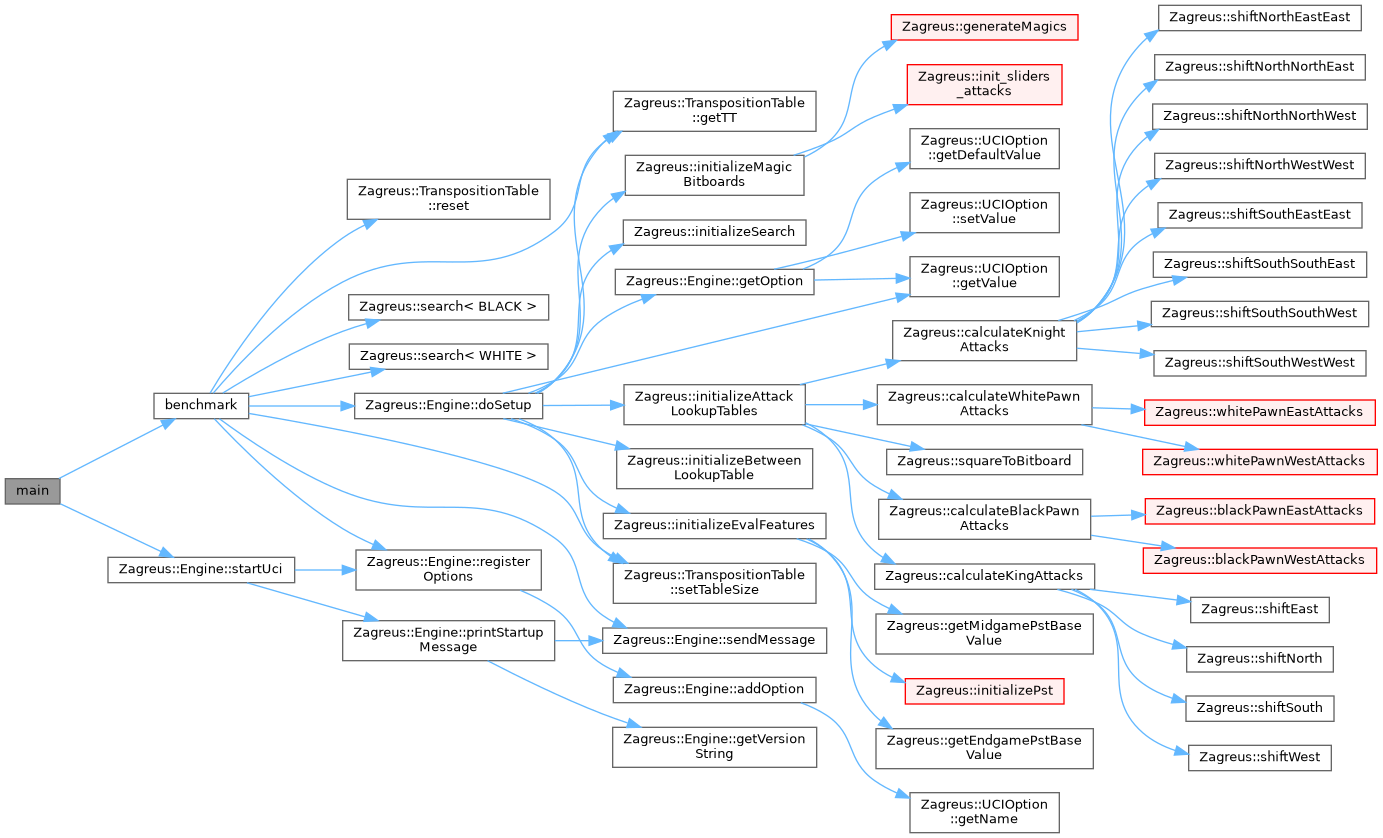 main
benchmark
Zagreus::Engine::startUci
Zagreus::TranspositionTable
::reset
Zagreus::search< BLACK >
Zagreus::search< WHITE >
Zagreus::Engine::doSetup
Zagreus::Engine::register
Options
Zagreus::Engine::printStartup
Message
Zagreus::TranspositionTable
::getTT
Zagreus::initializeMagic
Bitboards
Zagreus::initializeSearch
Zagreus::Engine::getOption
Zagreus::initializeAttack
LookupTables
Zagreus::initializeBetween
LookupTable
Zagreus::initializeEvalFeatures
Zagreus::TranspositionTable
::setTableSize
Zagreus::Engine::sendMessage
Zagreus::Engine::addOption
Zagreus::Engine::getVersion
String
Zagreus::generateMagics
Zagreus::init_sliders
_attacks
Zagreus::UCIOption
::getDefaultValue
Zagreus::UCIOption
::setValue
Zagreus::UCIOption
::getValue
Zagreus::calculateKnight
Attacks
Zagreus::calculateWhitePawn
Attacks
Zagreus::squareToBitboard
Zagreus::calculateBlackPawn
Attacks
Zagreus::calculateKingAttacks
Zagreus::getMidgamePstBase
Value
Zagreus::initializePst
Zagreus::getEndgamePstBase
Value
Zagreus::UCIOption
::getName
Zagreus::shiftNorthEastEast
Zagreus::shiftNorthNorthEast
Zagreus::shiftNorthNorthWest
Zagreus::shiftNorthWestWest
Zagreus::shiftSouthEastEast
Zagreus::shiftSouthSouthEast
Zagreus::shiftSouthSouthWest
Zagreus::shiftSouthWestWest
Zagreus::whitePawnEastAttacks
Zagreus::whitePawnWestAttacks
Zagreus::blackPawnEastAttacks
Zagreus::blackPawnWestAttacks
Zagreus::shiftEast
Zagreus::shiftNorth
Zagreus::shiftSouth
Zagreus::shiftWest